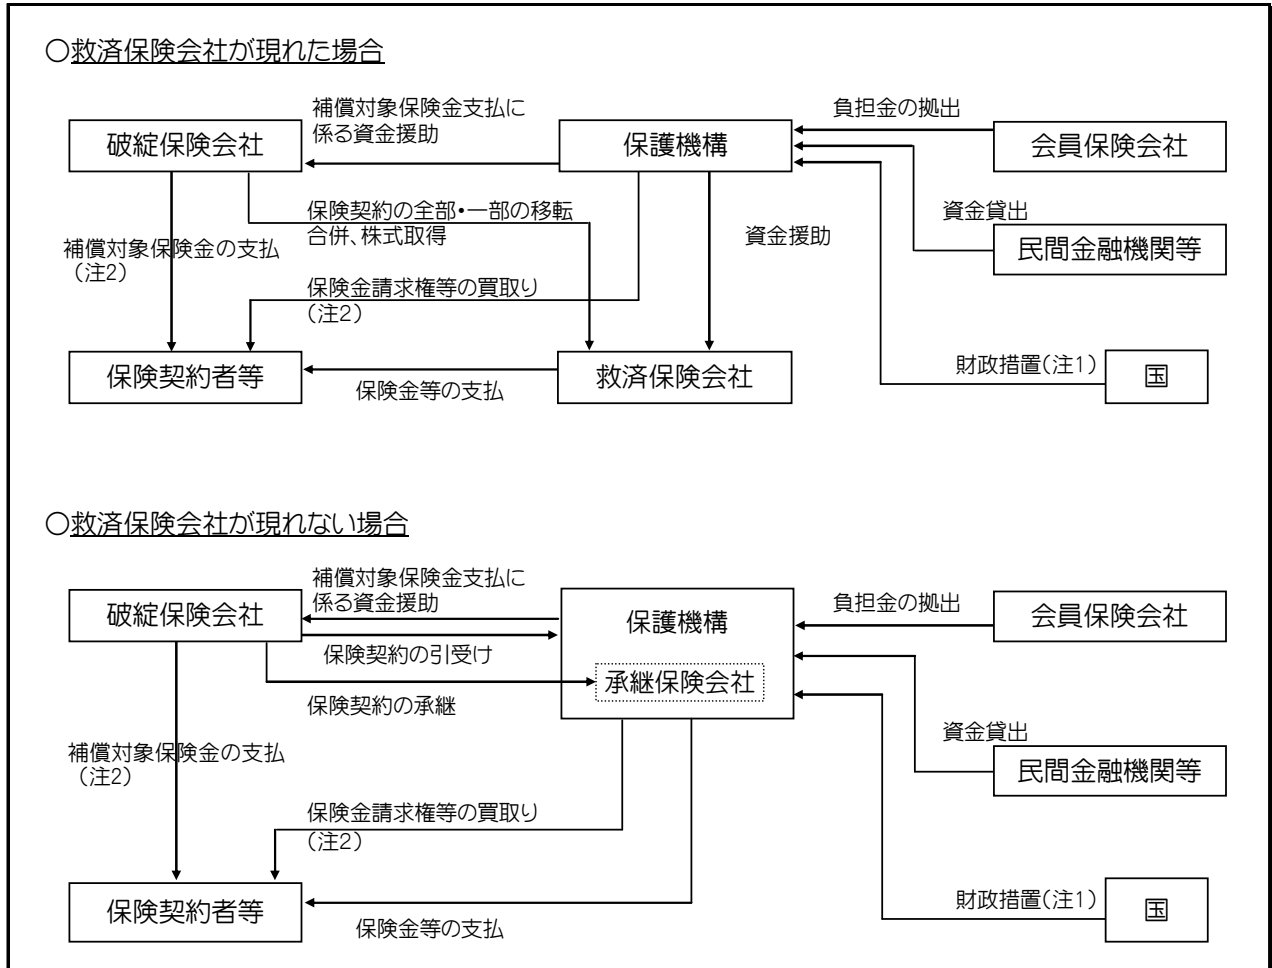 ○救済保険会社が現れた場合
補償対象保険金支払に
係る資金援助
負担金の拠出
破綻保険会社
保護機構
会員保険会社
保険契約の全部・一部の移転
合併、株式取得
資金貸出
補償対象保険金の支払
（注2）
資金援助
民間金融機関等
保険金請求権等の買取り
（注2）
保険契約者等
救済保険会社
財政措置（注1）
国
保険金等の支払
○救済保険会社が現れない場合
補償対象保険金支払に
係る資金援助
負担金の拠出
破綻保険会社
保護機構
会員保険会社
保険契約の引受け
承継保険会社
保険契約の承継
資金貸出
補償対象保険金の支払
（注2）
民間金融機関等
保険金請求権等の買取り
（注2）
保険契約者等
財政措置（注1）
国
保険金等の支払